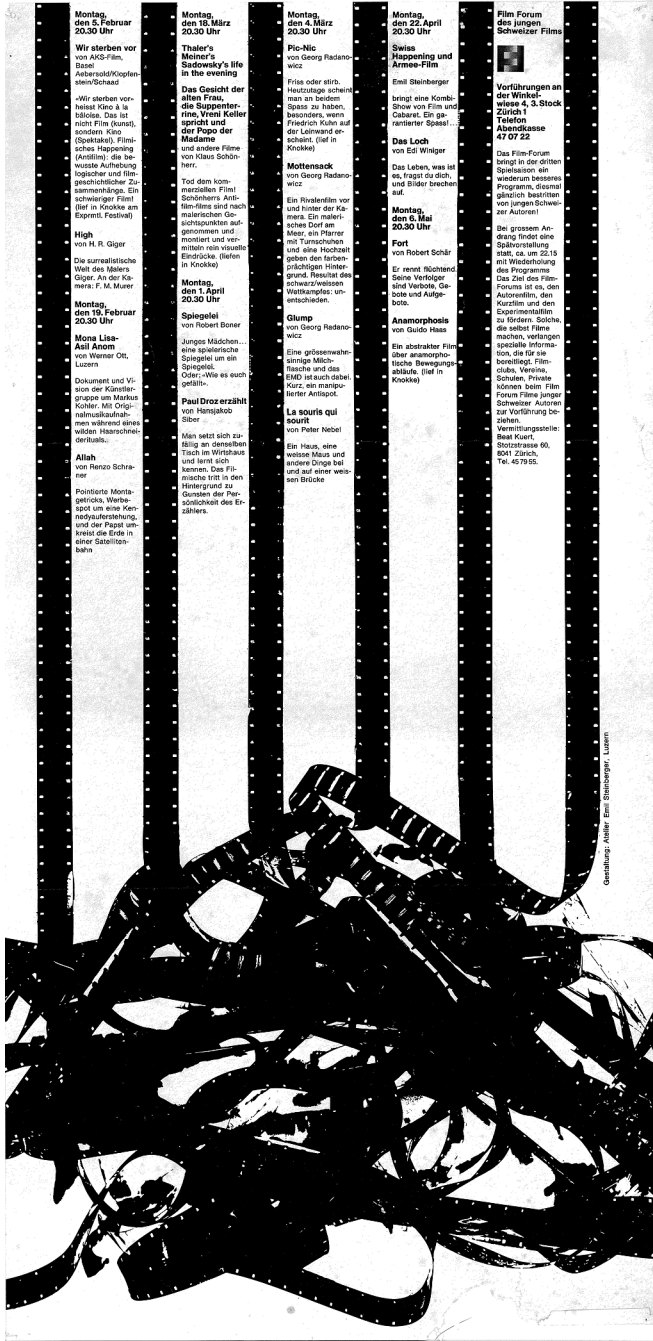 Montag,
den 5. Februar
20.30 Uhr
Wir sterben vor
von AKS-Film,
Basel
Aebersold/Klopfen-
stein/Schaad
«Wir sterben vor-
heisst Kino à la
bâloise. Das ist
nicht Film (kunst),
sondern Kino
(Spektakel). Filmi-
sches Happening
(Antifilm): die be-
wusste Aufhebung
logischer und film-
geschichtlicher Zu-
sammenhänge. Ein
schwieriger Film!
(lief in Knokke am
Exprmtl. Festival)
High
von H. R. Giger
Die surrealistische
Welt des Malers
Giger. An der Ka-
mera: F. M. Murer
Montag,
den 19. Februar
20.30 Uhr
Mona Lisa-
Asil Anom
von Werner Ott,
Luzern
Dokument und Vi-
sion der Künstler-
gruppe um Markus
Kohler. Mit Origi-
nalmusikaufnah-
men während eines
wilden Haarschnei-
derituals.
Allah
von Renzo Schra-
ner
Pointierte Monta-
getricks, Werbe-
spot um eine Ken-
nedyauferstehung,
und der Papst um-
kreist die Erde in
einer Satelliten-
bahn
Montag,
den 18. März
20.30 Uhr
Thaler's
Meiner's
Sadowsky's life
in the evening
Das Gesicht der
alten Frau,
die Suppenter-
rine, Vreni Keller
spricht und
der Popo der
Madame
und andere Filme
von Klaus Schön-
herr.
Tod dem kom-
merziellen Film!
Schönherrs Anti-
film-films sind nach
malerischen Ge-
sichtspunkten auf-
genommen und
montiert und ver-
mitteln rein visuelle
Eindrücke. (liefen
in Knokke)
Montag,
den 1. April
20.30 Uhr
Spiegelei
von Robert Boner
Junges Mädchen...
eine spielerische
Spiegelei um ein
Spiegelei.
Oder: «Wie es euch
gefällt».
Paul Droz erzählt
von Hansjakob
Siber
Man setzt sich zu-
fällig an denselben
Tisch im Wirtshaus
und lernt sich
kennen. Das Fil-
mische tritt in den
Hintergrund zu
Gunsten der Per-
sönlichkeit des Er-
zählers.
Montag,
den 4. März
20.30 Uhr
Pic-Nic
von Georg Radano-
wicz
Friss oder stirb.
Heutzutage scheint
man an beidem
Spass zu haben,
besonders, wenn
Friedrich Kuhn auf
der Leinwand er-
scheint. (lief in
Knokke)
Mottensack
von Georg Radano-
wicz
Ein Rivalenfilm vor
und hinter der Ka-
mera. Ein maleri-
sches Dorf am
Meer, ein Pfarrer
mit Turnschuhen
und eine Hochzeit
geben den farben-
prächtigen Hinter-
grund. Resultat des
schwarz/weissen
Wettkampfes: un-
entschieden.
Glump
von Georg Radano-
wicz
Eine grössenwahn-
sinnige Milch-
flasche und das
EMD ist auch dabei.
Kurz, ein manipu-
lierter Antispot.
La souris qui
sourit
von Peter Nebel
Ein Haus, eine
weisse Maus und
andere Dinge bei
und auf einer weis-
sen Brücke
Montag,
den 22. April
20.30 Uhr
Swiss
Happening und
Armee-Film
Emil Steinberger
bringt eine Kombi-
Show von Film und
Cabaret. Ein ga-
rantierter Spass!...
Das Loch
von Edi Winiger
Das Leben, was ist
es, fragst du dich,
und Bilder brechen
auf.
Montag,
den 6. Mai
20.30 Uhr
Fort
von Robert Schär
Er rennt flüchtend.
Seine Verfolger
sind Verbote, Ge-
bote und Aufge-
bote.
Anamorphosis
von Guido Haas
Ein abstrakter Film
über anamorpho-
tische Bewegungs-
abläufe. (lief in
Knokke)
Film Forum
des jungen
Schweizer Films
Vorführungen an
der Winkel-
wiese 4, 3. Stock
Zürich 1
Telefon
Abendkasse
47 07 22
Das Film-Forum
bringt in der dritten
Spielsaison ein
wiederum besseres
Programm, diesmal
gänzlich bestritten
von jungen Schwei-
zer Autoren!
Bei grossem An-
drang findet eine
Spätvorstellung
statt, ca. um 22.15
mit Wiederholung
des Programms
Das Ziel des Film-
Forums ist es, den
Autorenfilm, den
Kurzfilm und den
Experimentalfilm
zu fördern. Solche,
die selbst Filme
machen, verlangen
spezielle Informa-
tion, die für sie
bereitliegt. Film-
clubs, Vereine,
Schulen, Private
können beim Film
Forum Filme junger
Schweizer Autoren
zur Vorführung be-
ziehen.
Vermittlungsstelle:
Beat Kuert,
Stotzstrasse 60,
8041 Zürich,
Tel. 45 79 55.
Gestaltung: Atelier Emil Steinberger, Luzern